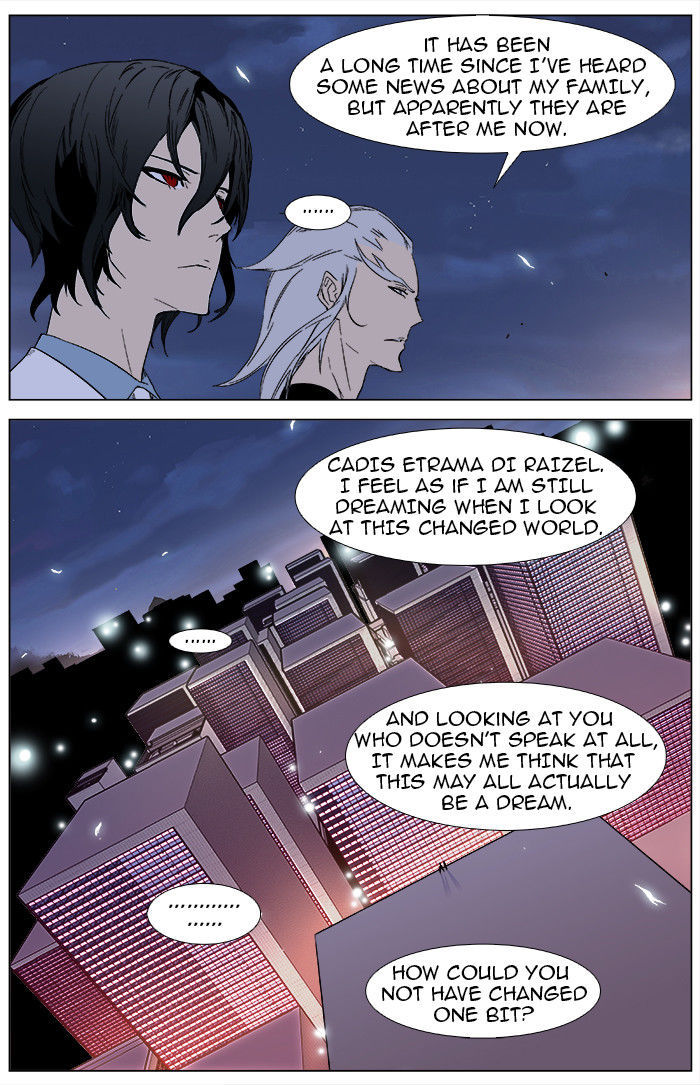 IT HAS BEEN
A LONG TIME SINCE I'VE HEARD
SOME NEWS ABOUT MY FAMILY,
BUT APPARENTLY THEY ARE
AFTER ME NOW.
......
CADIS ETRAMA DI RAIZEL.
I FEEL AS IF I AM STILL
DREAMING WHEN I LOOK
AT THIS CHANGED WORLD.
......
AND LOOKING AT YOU
WHO DOESN'T SPEAK AT ALL,
IT MAKES ME THINK THAT
THIS MAY ALL ACTUALLY
BE A DREAM.
.............
......
HOW COULD YOU
NOT HAVE CHANGED
ONE BIT?